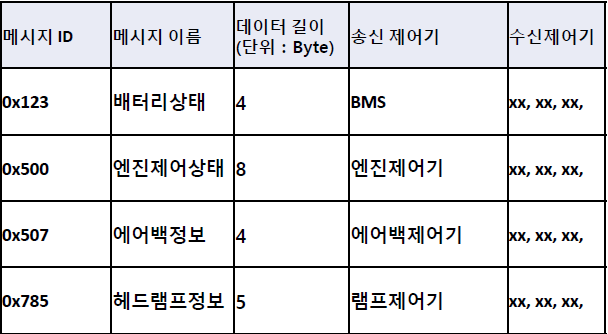 메시지 ID 메시지 이름 데이터 길이 (단위 : Byte) 송신 제어기 수신제어기
0x123 배터리상태 4 BMS xx, xx, xx,
0x500 엔진제어상태 8 엔진제어기 xx, xx, xx,
0x507 에어백정보 4 에어백제어기 xx, xx, xx,
0x785 헤드램프정보 5 램프제어기 xx, xx, xx,